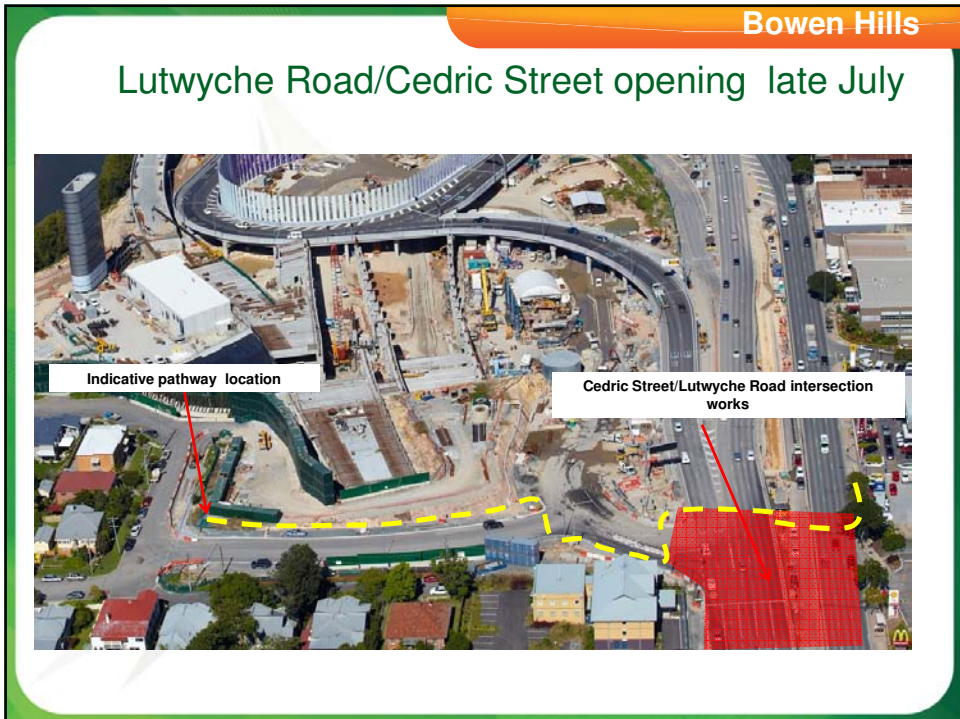 Bowen Hills
Lutwyche Road/Cedric Street opening late July
Indicative pathway location
Cedric Street/Lutwyche Road intersection
works